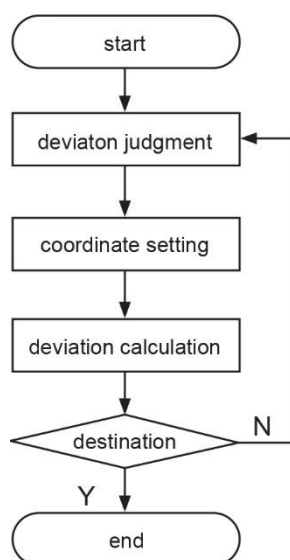 start
deviaton judgment
coordinate setting
deviation calculation
destination
N
Y
end